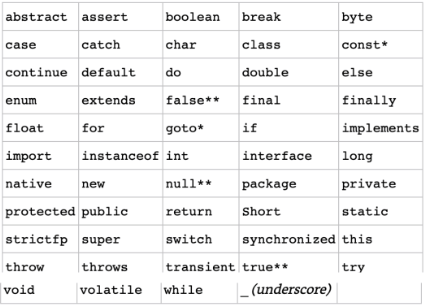 abstract assert boolean break byte
case catch char class const*
continue default do double else
enum extends false** final finally
float for goto* if implements
import instanceof int interface long
native new null** package private
protected public return Short static
strictfp super switch synchronized this
throw throws transient true** try
void volatile while _ (underscore)